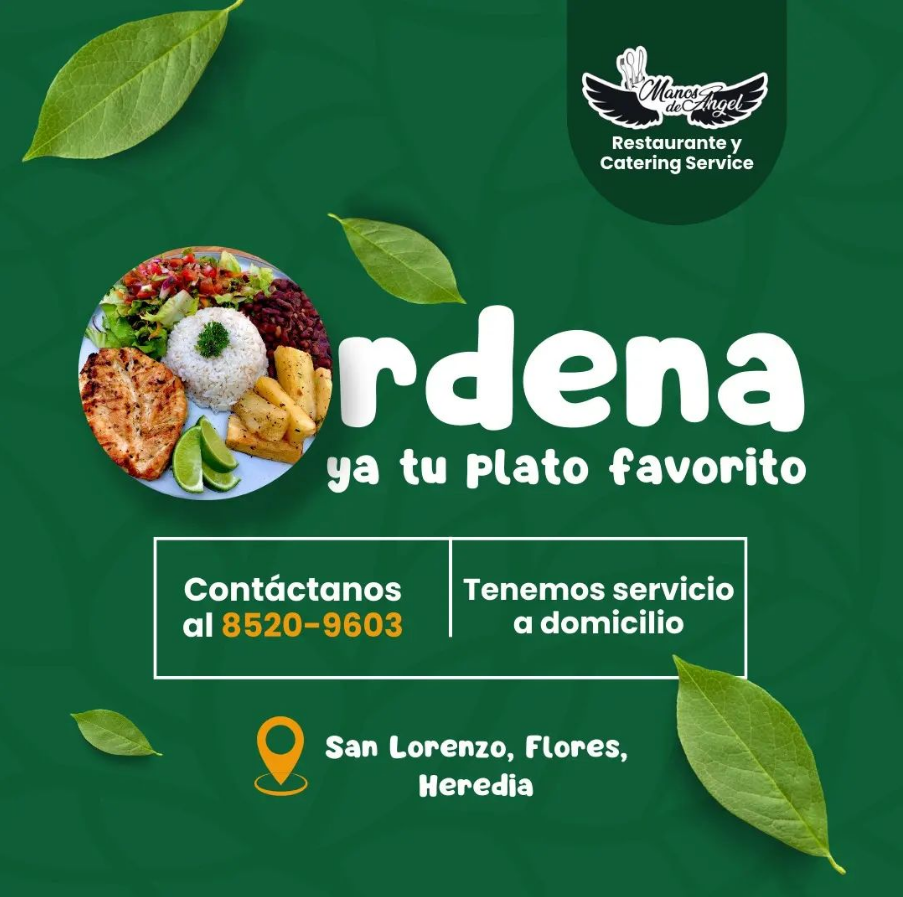 Manos
de Angel
Restaurante y
Catering Service
rdena
ya tu plato favorito
Contáctanos
al 8520-9603
Tenemos servicio
a domicilio
San Lorenzo, Flores,
Heredia